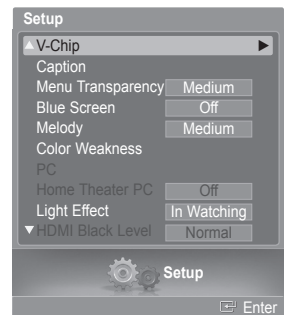 Setup
V-Chip
Caption
Menu Transparency Medium
Blue Screen Off
Melody Medium
Color Weakness
PC
Home Theater PC Off
Light Effect In Watching
HDMI Black Level Normal
Setup
Enter